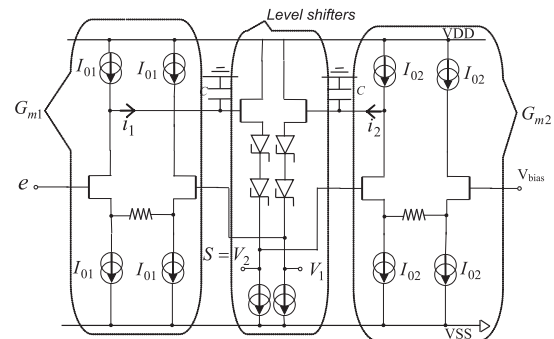 Level shifters
VDD
I01 I01 I02 I02
C C
Gm1 Gm2
i1 i2
e Vbias
S = V2 V1
I01 I01 I02 I02
VSS